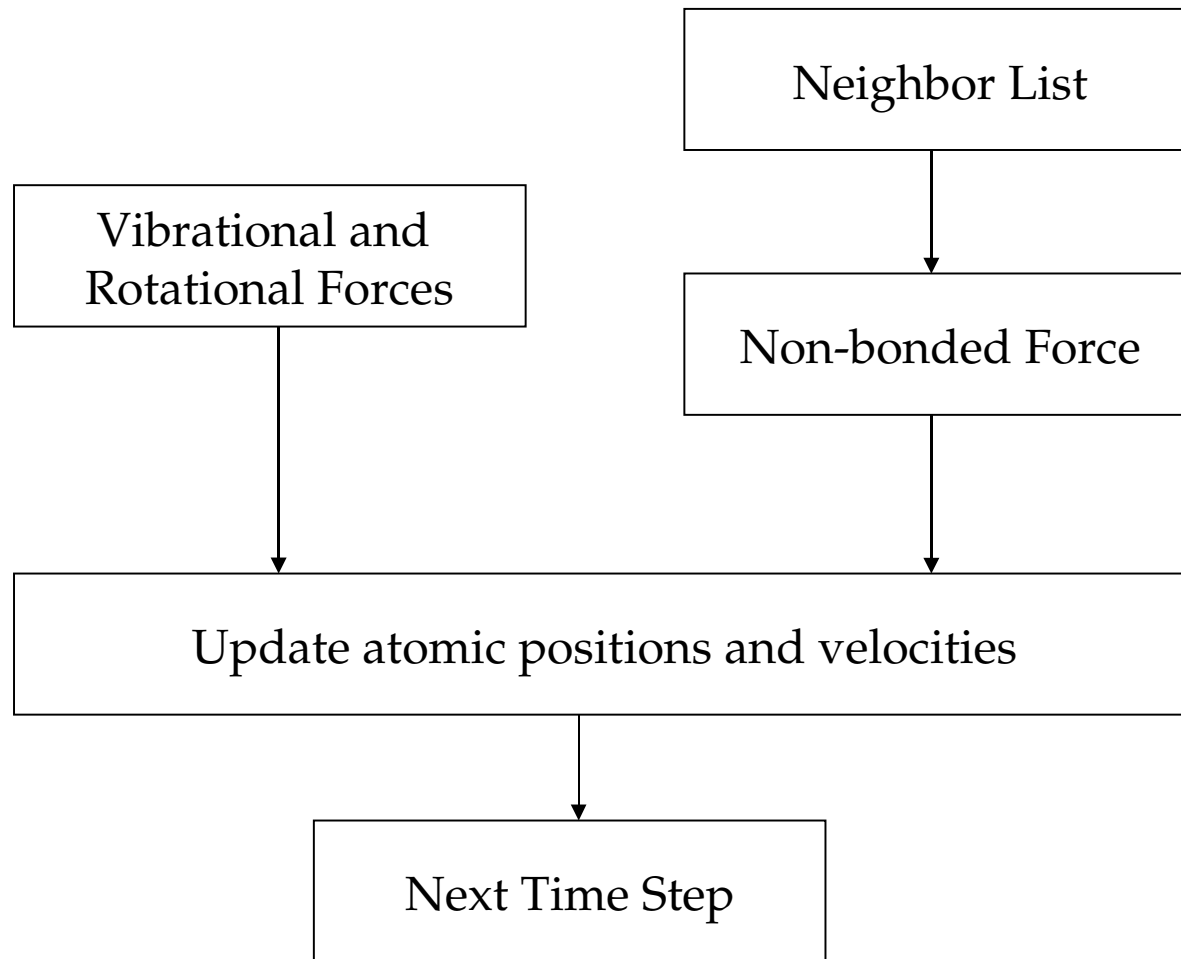 Neighbor List
Vibrational and
Rotational Forces
Non-bonded Force
Update atomic positions and velocities
Next Time Step